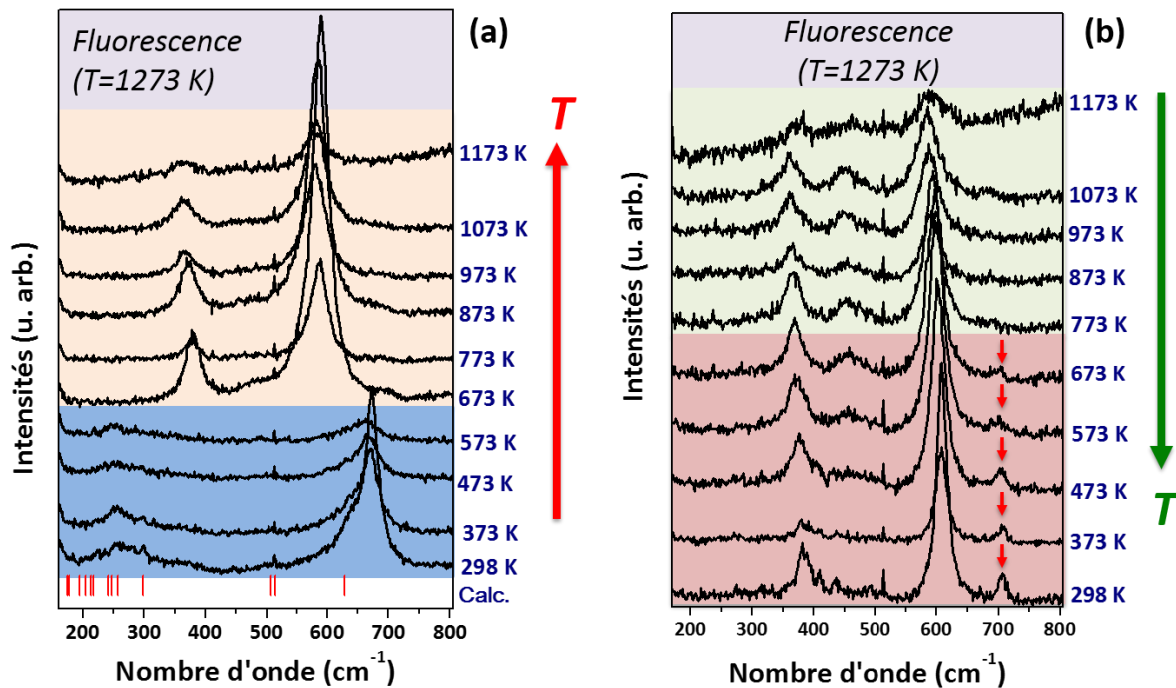 Fluorescence
(T=1273 K)
(a)
T
1173 K
1073 K
973 K
873 K
773 K
673 K
573 K
473 K
373 K
298 K
Calc.
Intensités (u. arb.)
200 300 400 500 600 700 800
Nombre d'onde (cm⁻¹)
Fluorescence
(T=1273 K)
(b)
1173 K
1073 K
973 K
873 K
773 K
673 K
573 K
473 K
373 K
298 K
T
Intensités (u. arb.)
200 300 400 500 600 700 800
Nombre d'onde (cm⁻¹)